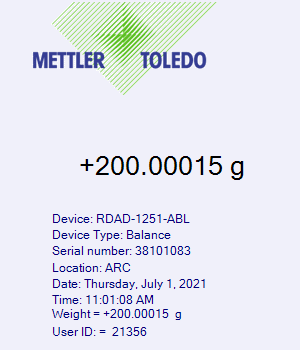 METTLER TOLEDO
+200.00015 g
Device: RDAD-1251-ABL
Device Type: Balance
Serial number: 38101083
Location: ARC
Date: Thursday, July 1, 2021
Time: 11:01:08 AM
Weight = +200.00015 g
User ID: = 21356